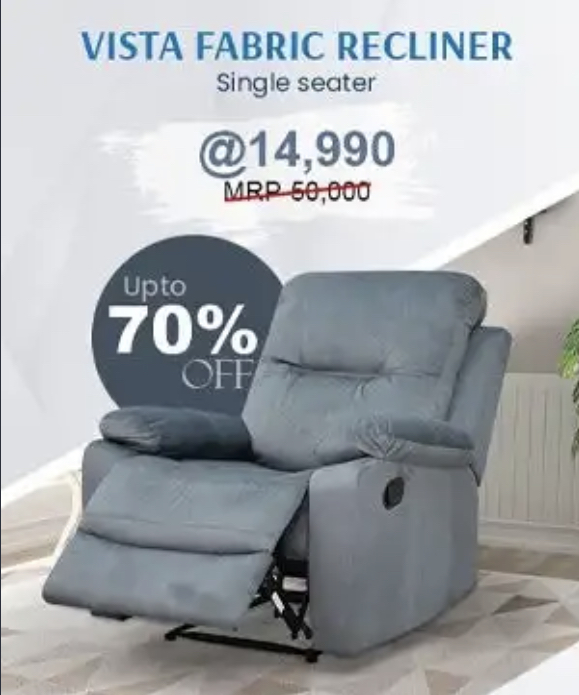 VISTA FABRIC RECLINER
Single seater
@14,990
MRP 50,000
Upto
70%
OFF